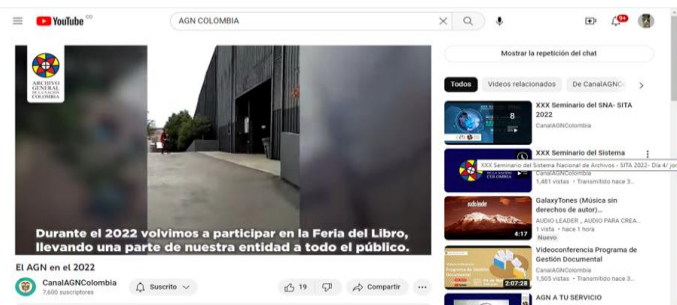 YouTube CO
AGN COLOMBIA
9+
ARCHIVO
GENERAL
DE LA NACIÓN
COLOMBIA
Durante el 2022 volvimos a participar en la Feria del Libro,
llevando una parte de nuestra entidad a todo el público.
El AGN en el 2022
CanalAGNColombia
7,600 suscriptores
Suscrito
19
Compartir
Mostrar la repetición del chat
Todos
Videos relacionados
De CanalAGNC
XXX Seminario del SNA- SITA
2022
CanalAGNColombia
8
XXX Seminario del Sistema
XXX Seminario del Sistema Nacional de Archivos - SITA 2022- Dia 4/ jor
CanalAGNColombia
1,481 vistas • Transmitido hace 3...
GalaxyTones (Música sin
derechos de autor)...
AUDIO LEADER _ AUDIO PARA CREA...
1 vista • hace 1 hora
Nuevo
4:17
Videoconferencia Programa de
Gestión Documental
CanalAGNColombia
1,505 vistas • Transmitido hace 3...
2:07:28
AGN A TU SERVICIO